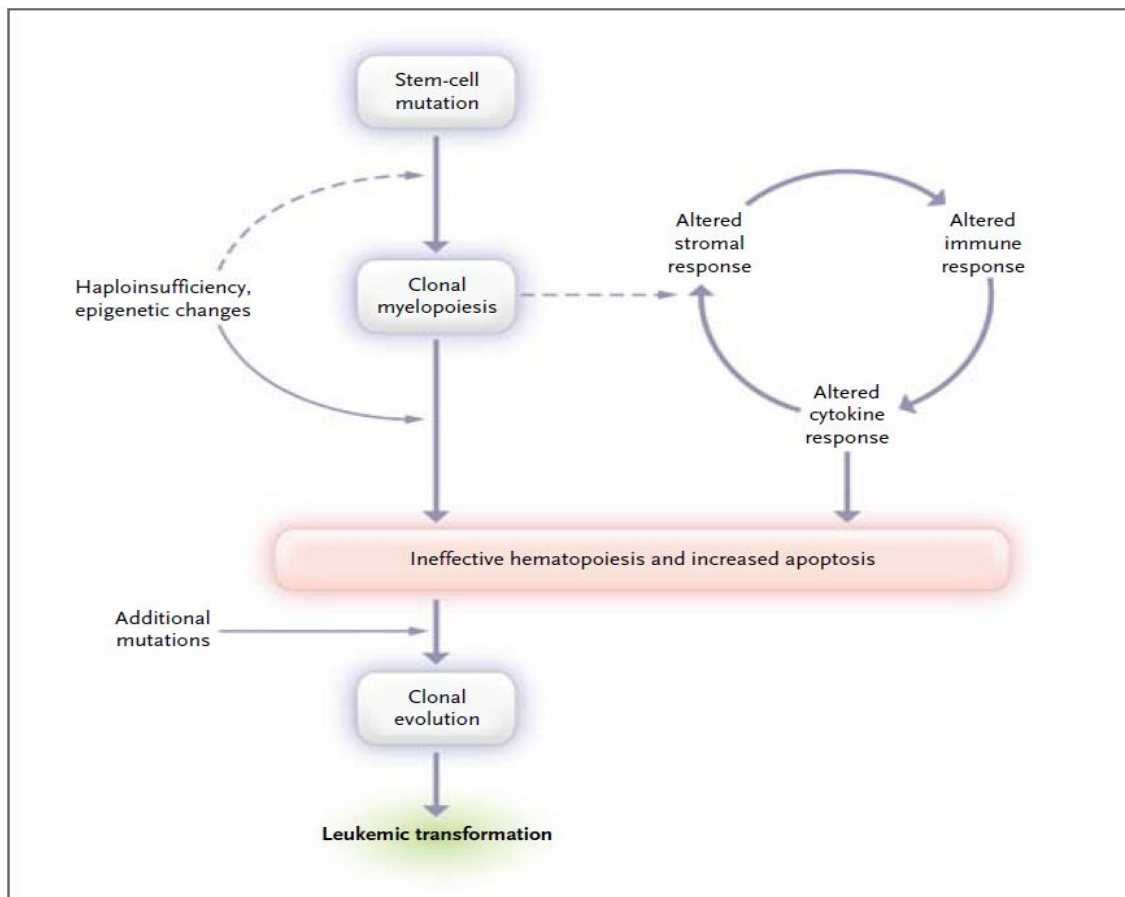 Stem-cell
mutation
Haploinsufficiency,
epigenetic changes
Clonal
myelopoiesis
Altered
stromal
response
Altered
immune
response
Altered
cytokine
response
Ineffective hematopoiesis and increased apoptosis
Additional
mutations
Clonal
evolution
Leukemic transformation